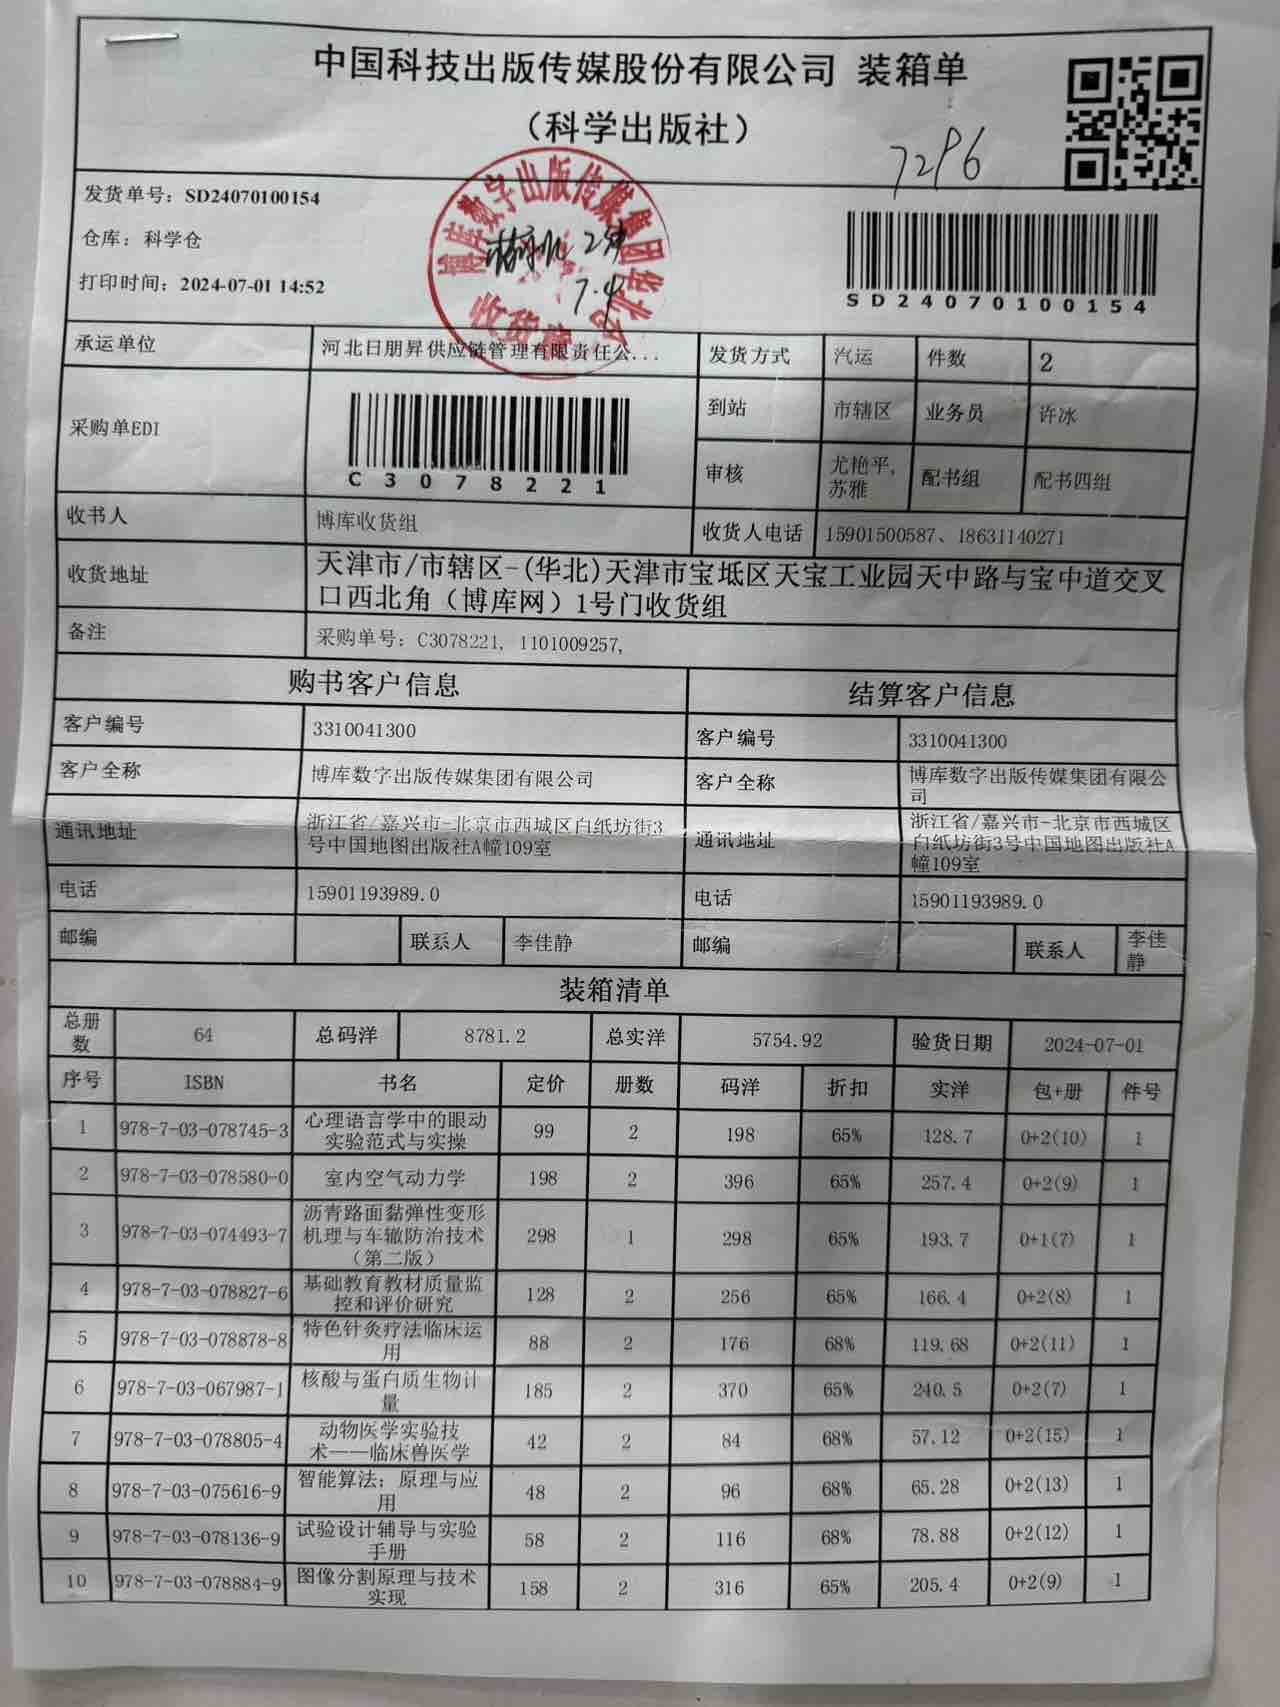 中国科技出版传媒股份有限公司 装箱单
（科学出版社）
7296
发货单号：SD24070100154
仓库：科学仓
打印时间：2024-07-01 14:52
博库数字出版传媒集团华北仓
收货章
2件
7.4
SD24070100154
承运单位 河北日朋昇供应链管理有限责任公... 发货方式 汽运 件数 2
采购单EDI
C3078221
到站 市辖区 业务员 许冰
审核 尤艳平, 苏雅 配书组 配书四组
收书人 博库收货组 收货人电话 15901500587、18631140271
收货地址 天津市/市辖区-(华北)天津市宝坻区天宝工业园天中路与宝中道交叉
口西北角（博库网）1号门收货组
备注 采购单号：C3078221, 1101009257,
购书客户信息 结算客户信息
客户编号 3310041300 客户编号 3310041300
客户全称 博库数字出版传媒集团有限公司 客户全称 博库数字出版传媒集团有限公司
通讯地址 浙江省/嘉兴市-北京市西城区白纸坊街3号中国地图出版社A幢109室 通讯地址 浙江省/嘉兴市-北京市西城区白纸坊街3号中国地图出版社A幢109室
电话 15901193989.0 电话 15901193989.0
邮编 联系人 李佳静 邮编 联系人 李佳静
装箱清单
总册数 64 总码洋 8781.2 总实洋 5754.92 验货日期 2024-07-01
序号 ISBN 书名 定价 册数 码洋 折扣 实洋 包+册 件号
1 978-7-03-078745-3 心理语言学中的眼动实验范式与实操 99 2 198 65% 128.7 0+2(10) 1
2 978-7-03-078580-0 室内空气动力学 198 2 396 65% 257.4 0+2(9) 1
3 978-7-03-074493-7 沥青路面黏弹性变形机理与车辙防治技术（第二版） 298 1 298 65% 193.7 0+1(7) 1
4 978-7-03-078827-6 基础教育教材质量监控和评价研究 128 2 256 65% 166.4 0+2(8) 1
5 978-7-03-078878-8 特色针灸疗法临床运用 88 2 176 68% 119.68 0+2(11) 1
6 978-7-03-067987-1 核酸与蛋白质生物计量 185 2 370 65% 240.5 0+2(7) 1
7 978-7-03-078805-4 动物医学实验技术——临床兽医学 42 2 84 68% 57.12 0+2(15) 1
8 978-7-03-075616-9 智能算法：原理与应用 48 2 96 68% 65.28 0+2(13) 1
9 978-7-03-078136-9 试验设计辅导与实验手册 58 2 116 68% 78.88 0+2(12) 1
10 978-7-03-078884-9 图像分割原理与技术实现 158 2 316 65% 205.4 0+2(9) 1